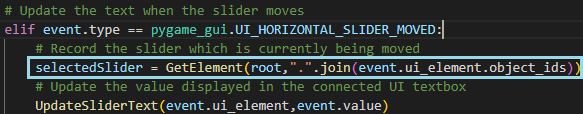 # Update the text when the slider moves
elif event.type == pygame_gui.UI_HORIZONTAL_SLIDER_MOVED:
# Record the slider which is currently being moved
selectedSlider = GetElement(root,".".join(event.ui_element.object_ids))
# Update the value displayed in the connected UI textbox
UpdateSliderText(event.ui_element,event.value)